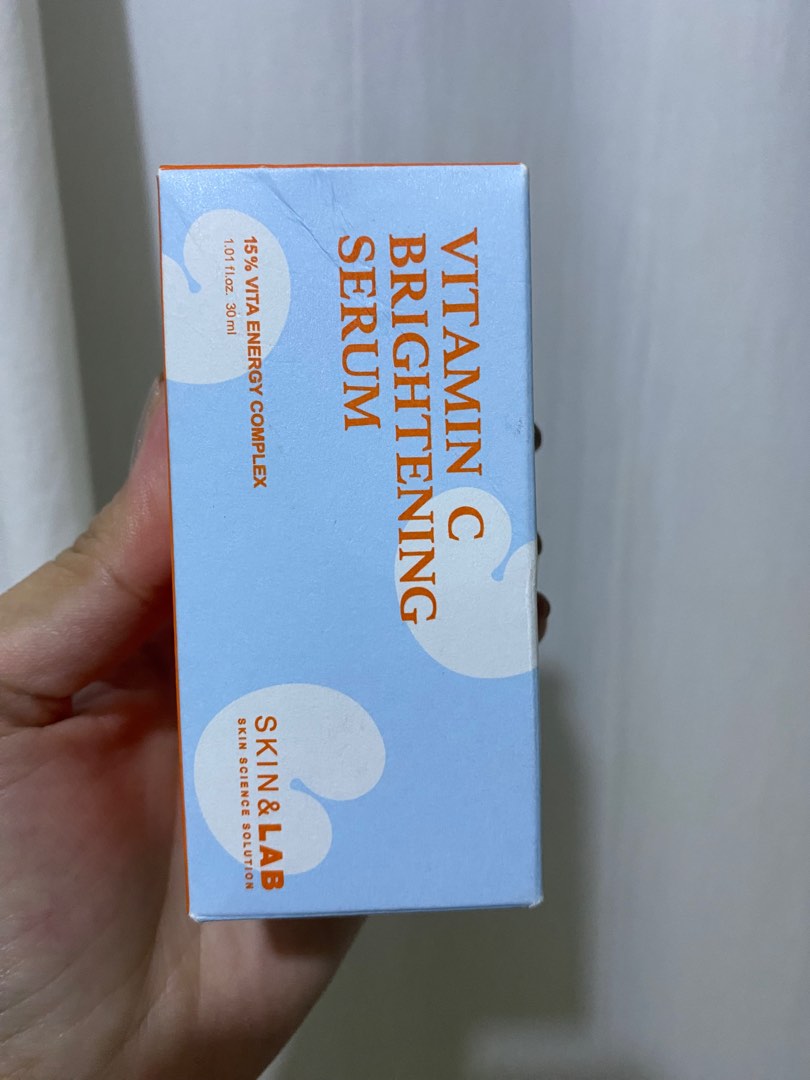 VITAMIN C
BRIGHTENING
SERUM
15% VITA ENERGY COMPLEX
1.01 fl.oz. 30 ml
SKIN&LAB
SKIN SCIENCE SOLUTION